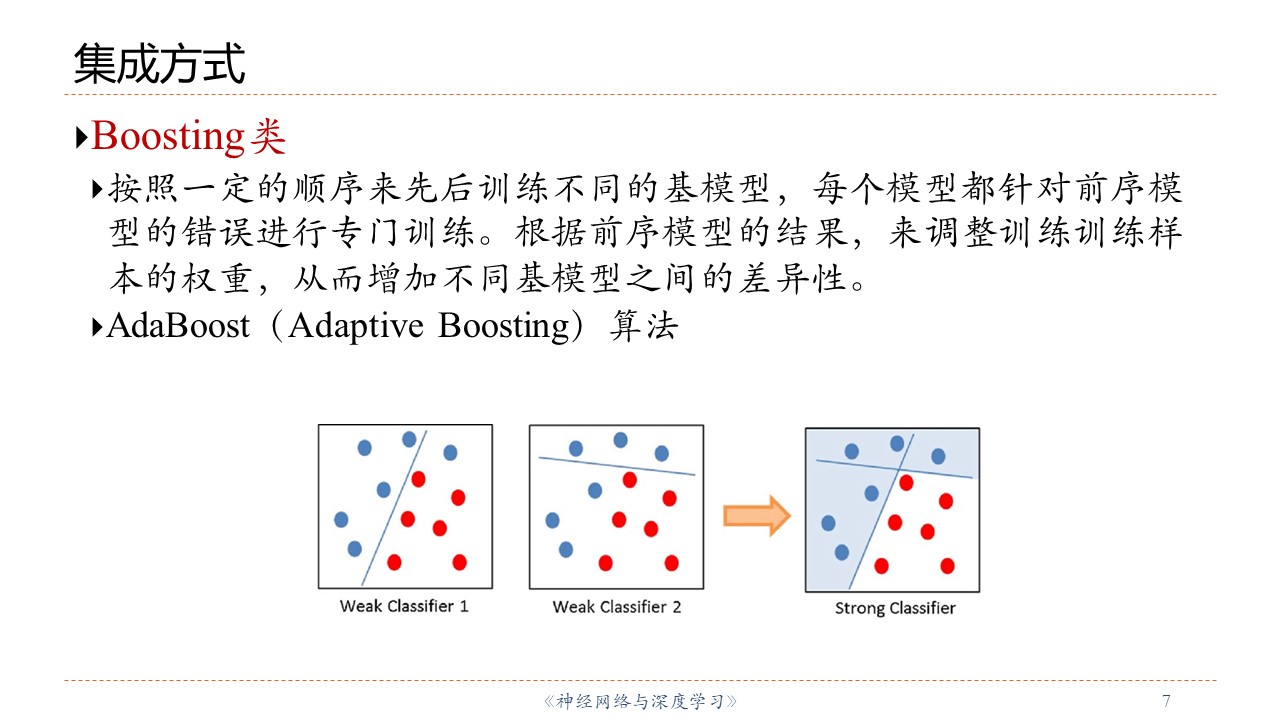 集成方式
Boosting类
按照一定的顺序来先后训练不同的基模型，每个模型都针对前序模
型的错误进行专门训练。根据前序模型的结果，来调整训练训练样
本的权重，从而增加不同基模型之间的差异性。
AdaBoost（Adaptive Boosting）算法
Weak Classifier 1
Weak Classifier 2
Strong Classifier
《神经网络与深度学习》
7